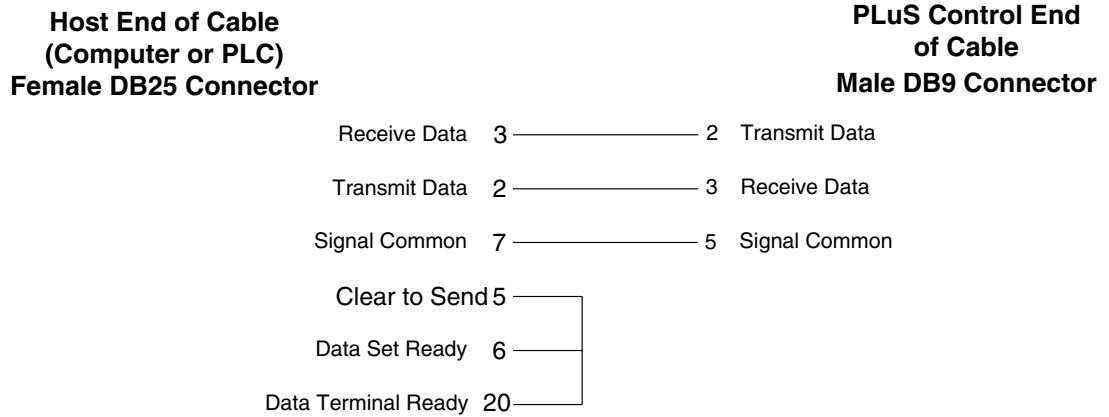 Host End of Cable
(Computer or PLC)
Female DB25 Connector
PLuS Control End
of Cable
Male DB9 Connector
Receive Data 3 2 Transmit Data
Transmit Data 2 3 Receive Data
Signal Common 7 5 Signal Common
Clear to Send 5
Data Set Ready 6
Data Terminal Ready 20